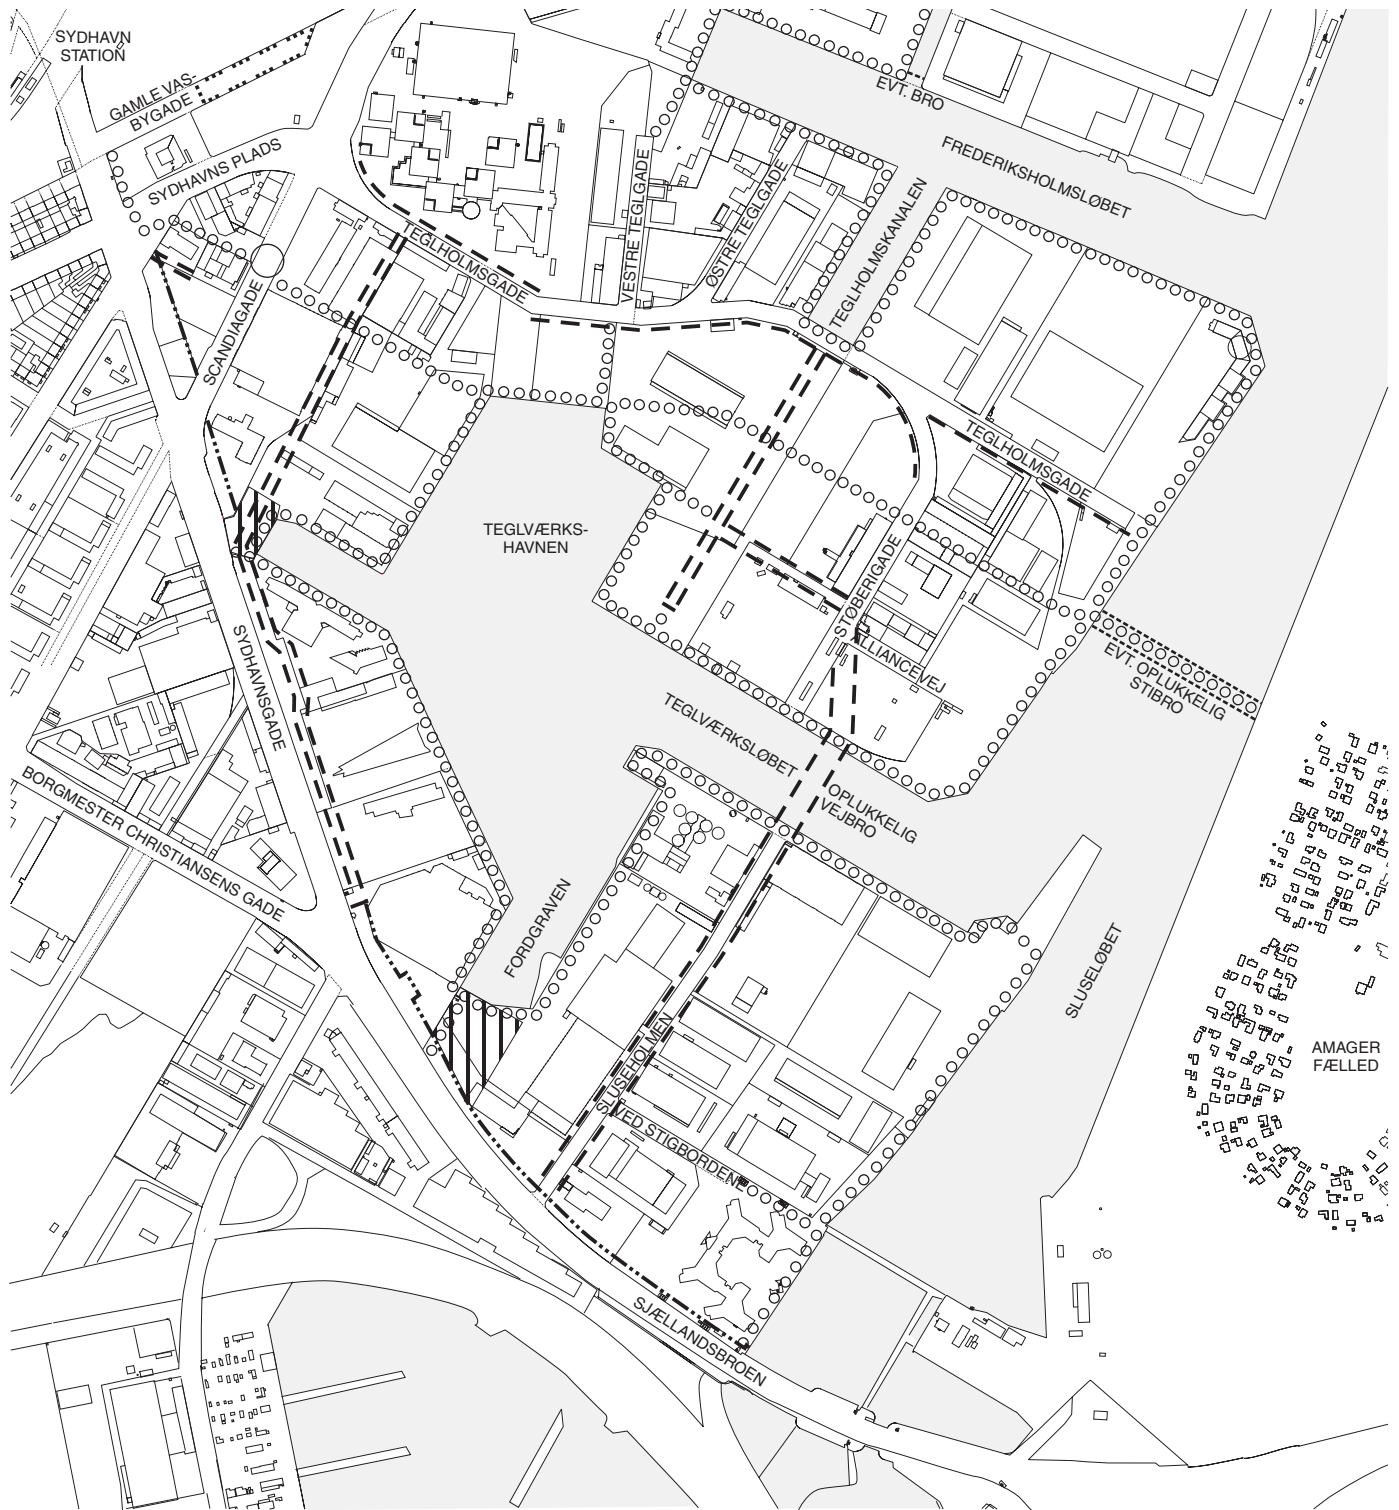 SYDHAVN
STATION
GAMLE VAS-
BYGADE
SYDHAVNS PLADS
EVT. BRO
FREDERIKSHOLMSLØBET
TEGLHOLMSKANALEN
VESTRE TEGLGADE
ØSTRE TEGLGADE
TEGLHOLMSGADE
SCANDIAGADE
TEGLHOLMSGADE
TEGLVÆRKS-
HAVNEN
STØBERIGADE
ALLIANCEVEJ
EVT. OPLUKKELIG
STIBRO
SYDHAVNSGADE
TEGLVÆRKSLØBET
OPLUKKELIG
VEJBRO
BORGMESTER CHRISTIANSENS GADE
FORDGRAVEN
SLUSELØBET
AMAGER
FÆLLED
SLUSEHOLMEN
VED STIGBORDENE
SJÆLLANDSBROEN